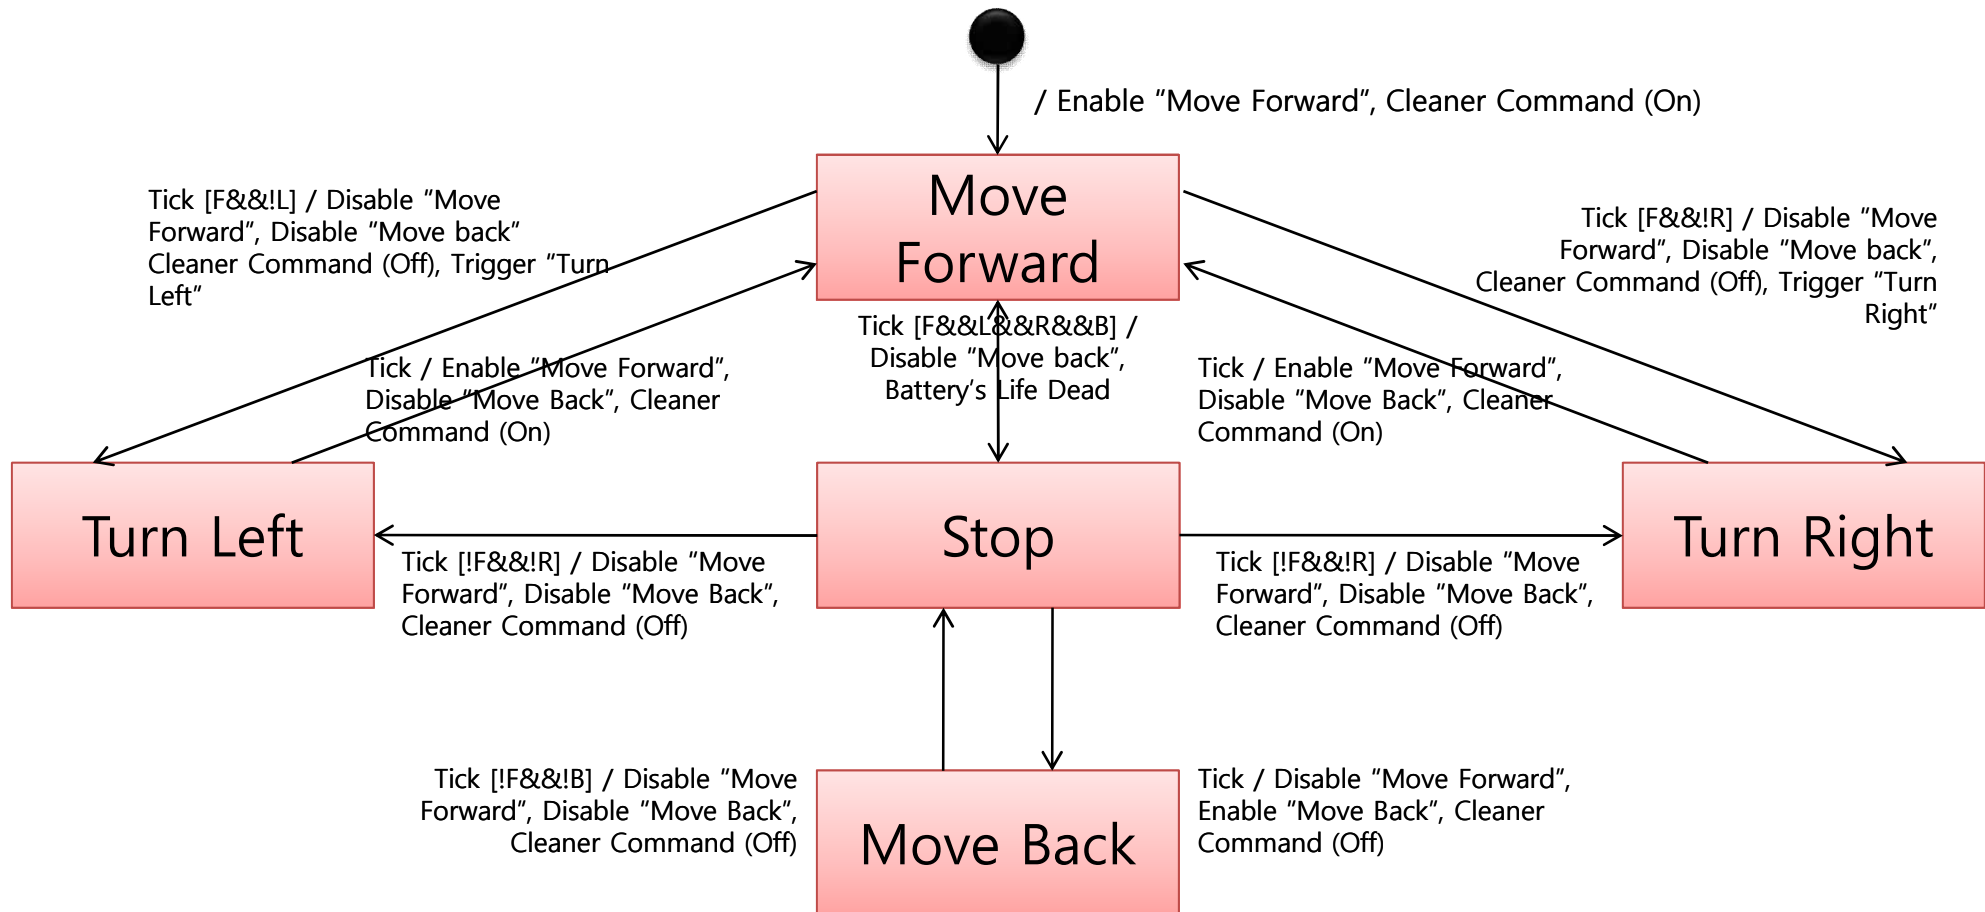 / Enable "Move Forward", Cleaner Command (On)
Move
Forward
Tick [F&&!L] / Disable "Move
Forward", Disable "Move back"
Cleaner Command (Off), Trigger "Turn
Left"
Tick [F&&!R] / Disable "Move
Forward", Disable "Move back",
Cleaner Command (Off), Trigger "Turn
Right"
Tick / Enable "Move Forward",
Disable "Move Back", Cleaner
Command (On)
Tick [F&&L&&R&&B] /
Disable "Move back",
Battery's Life Dead
Tick / Enable "Move Forward",
Disable "Move Back", Cleaner
Command (On)
Turn Left
Stop
Turn Right
Tick [!F&&!R] / Disable "Move
Forward", Disable "Move Back",
Cleaner Command (Off)
Tick [!F&&!R] / Disable "Move
Forward", Disable "Move Back",
Cleaner Command (Off)
Tick [!F&&!B] / Disable "Move
Forward", Disable "Move Back",
Cleaner Command (Off)
Move Back
Tick / Disable "Move Forward",
Enable "Move Back", Cleaner
Command (Off)